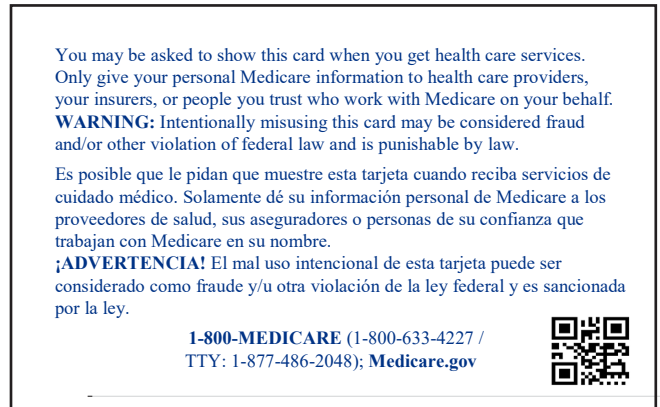 You may be asked to show this card when you get health care services.
Only give your personal Medicare information to health care providers,
your insurers, or people you trust who work with Medicare on your behalf.
WARNING: Intentionally misusing this card may be considered fraud
and/or other violation of federal law and is punishable by law.
Es posible que le pidan que muestre esta tarjeta cuando reciba servicios de
cuidado médico. Solamente dé su información personal de Medicare a los
proveedores de salud, sus aseguradores o personas de su confianza que
trabajan con Medicare en su nombre.
¡ADVERTENCIA! El mal uso intencional de esta tarjeta puede ser
considerado como fraude y/u otra violación de la ley federal y es sancionada
por la ley.
1-800-MEDICARE (1-800-633-4227 /
TTY: 1-877-486-2048); Medicare.gov